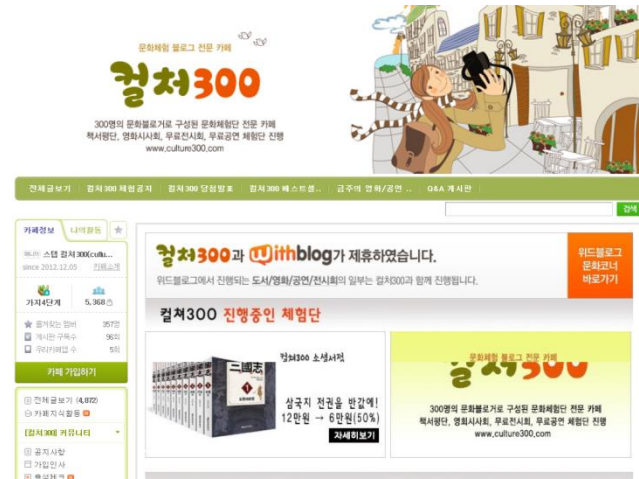 문화체험 블로그 전문 카페
컬처300
300명의 문화블로거로 구성된 문화체험단 전문 카페
책서평단, 영화시사회, 무료전시회, 무료공연 체험단 진행
www.culture300.com
전체글보기 컬처300 체험공지 컬처300 당첨발표 컬처300 베스트셀.. 금주의 영화/공연 .. Q&A 게시판
검색
카페정보 나의활동
매니저 스탭 컬처300(cultu...
since 2012.12.05 카페소개
가지4단계 5,368
즐겨찾는 멤버 357명
게시판 구독수 96회
우리카페앱 수 5회
카페 가입하기
전체글보기 (4,872)
카페지식활동
[컬처300] 커뮤니티
공지사항
가입인사
출석체크
컬처300과 Withblog가 제휴하였습니다.
위드블로그에서 진행되는 도서/영화/공연/전시회의 일부는 컬처300과 함께 진행됩니다.
위드블로그
문화코너
바로가기
컬쳐300 진행중인 체험단
三國志
1
컬처300 소셜서점
삼국지 전권을 반값에!
12만원 → 6만원(50%)
자세히보기
문화체험 블로그 전문 카페
컬처300
300명의 문화블로거로 구성된 문화체험단 전문 카페
책서평단, 영화시사회, 무료전시회, 무료공연 체험단 진행
www.culture300.com